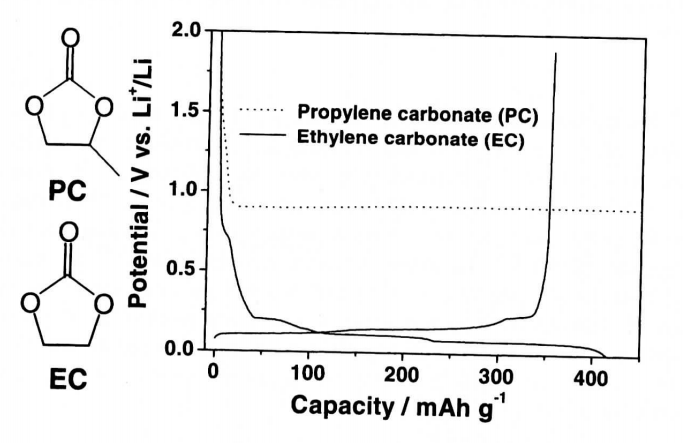 O
O
O
PC
O
O
O
EC
Potential / V vs. Li⁺/Li
2.0
1.5
1.0
0.5
0.0
Propylene carbonate (PC)
Ethylene carbonate (EC)
0
100
200
300
400
Capacity / mAh g⁻¹